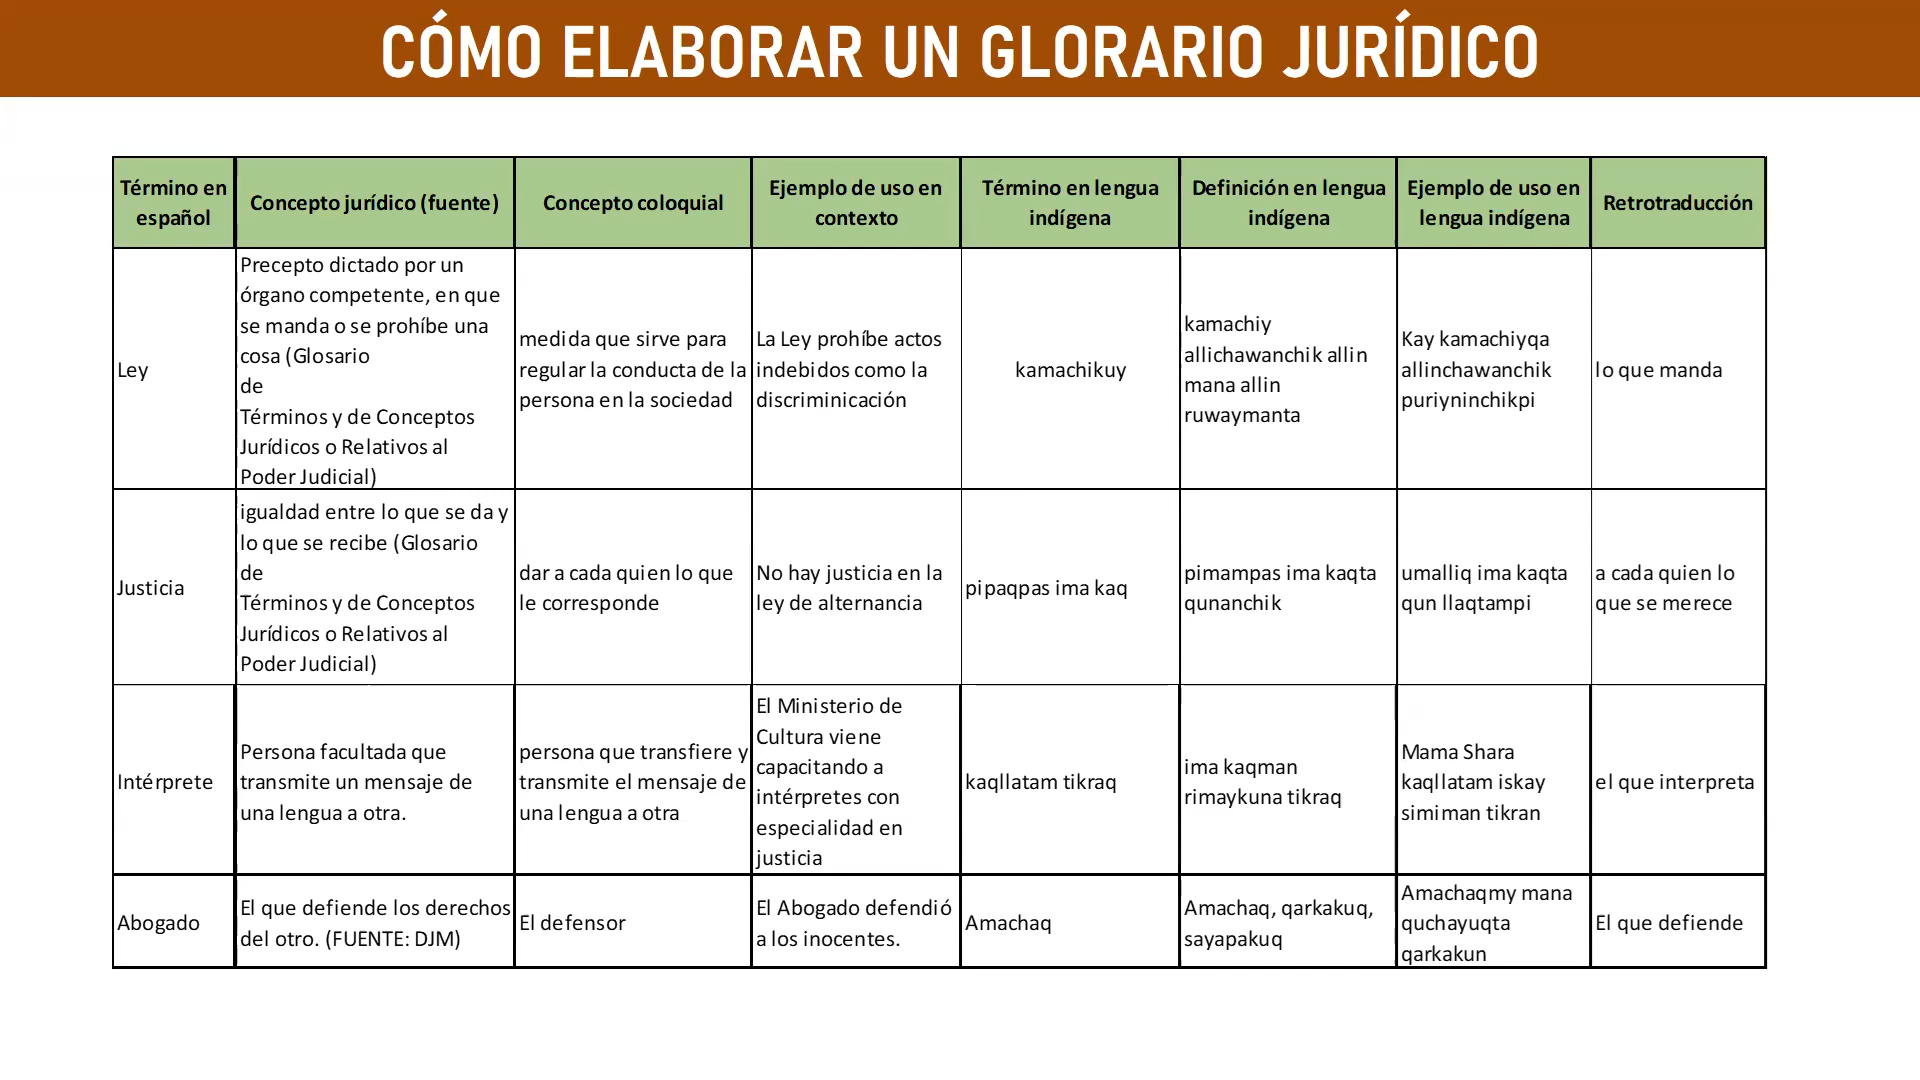 CÓMO ELABORAR UN GLORARIO JURÍDICO
Término en
español
Concepto jurídico (fuente)
Concepto coloquial
Ejemplo de uso en
contexto
Término en lengua
indígena
Definición en lengua
indígena
Ejemplo de uso en
lengua indígena
Retrotraducción
Ley
Precepto dictado por un
órgano competente, en que
se manda o se prohíbe una
cosa (Glosario
de
Términos y de Conceptos
Jurídicos o Relativos al
Poder Judicial)
medida que sirve para
regular la conducta de la
persona en la sociedad
La Ley prohíbe actos
indebidos como la
discriminicación
kamachikuy
kamachiy
allichawanchik allin
mana allin
ruwaymanta
Kay kamachiyqa
allinchawanchik
puriyninchikpi
lo que manda
Justicia
igualdad entre lo que se da y
lo que se recibe (Glosario
de
Términos y de Conceptos
Jurídicos o Relativos al
Poder Judicial)
dar a cada quien lo que
le corresponde
No hay justicia en la
ley de alternancia
pipaqpas ima kaq
pimampas ima kaqta
qunanchik
umalliq ima kaqta
qun llaqtampi
a cada quien lo
que se merece
Intérprete
Persona facultada que
transmite un mensaje de
una lengua a otra.
persona que transfiere y
transmite el mensaje de
una lengua a otra
El Ministerio de
Cultura viene
capacitando a
intérpretes con
especialidad en
justicia
kaqllatam tikraq
ima kaqman
rimaykuna tikraq
Mama Shara
kaqllatam iskay
simiman tikran
el que interpreta
Abogado
El que defiende los derechos
del otro. (FUENTE: DJM)
El defensor
El Abogado defendió
a los inocentes.
Amachaq
Amachaq, qarkakuq,
sayapakuq
Amachaqmy mana
quchayuqta
qarkakun
El que defiende